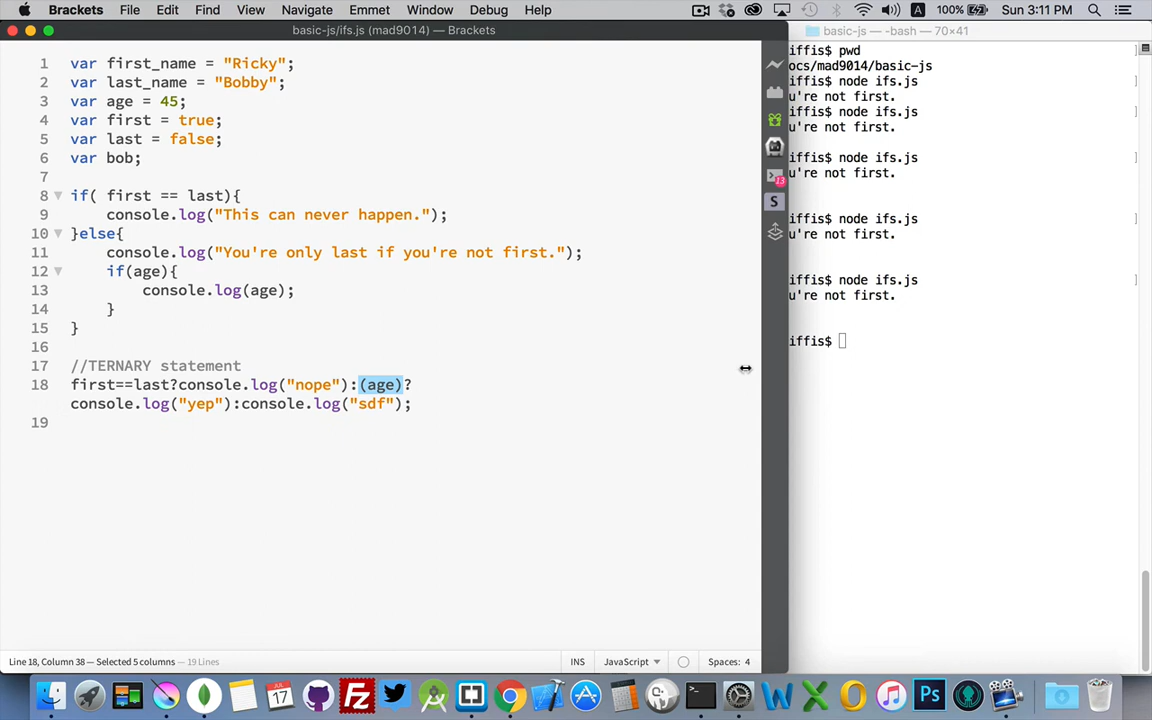 Brackets File Edit Find View Navigate Emmet Window Debug Help A 100% Sun 3:11 PM
basic-js/ifs.js (mad9014) — Brackets
1 var first_name = "Ricky";
2 var last_name = "Bobby";
3 var age = 45;
4 var first = true;
5 var last = false;
6 var bob;
7
8 if( first == last){
9 console.log("This can never happen.");
10 }else{
11 console.log("You're only last if you're not first.");
12 if(age){
13 console.log(age);
14 }
15 }
16
17 //TERNARY statement
18 first==last?console.log("nope"):(age)?
console.log("yep"):console.log("sdf");
19
Line 18, Column 38 — Selected 5 columns — 19 Lines
INS JavaScript Spaces: 4
13
S
basic-js — -bash — 70×41
iffis$ pwd
ocs/mad9014/basic-js
iffis$ node ifs.js
u're not first.
iffis$ node ifs.js
u're not first.
iffis$ node ifs.js
u're not first.
iffis$ node ifs.js
u're not first.
iffis$ node ifs.js
u're not first.
iffis$
17